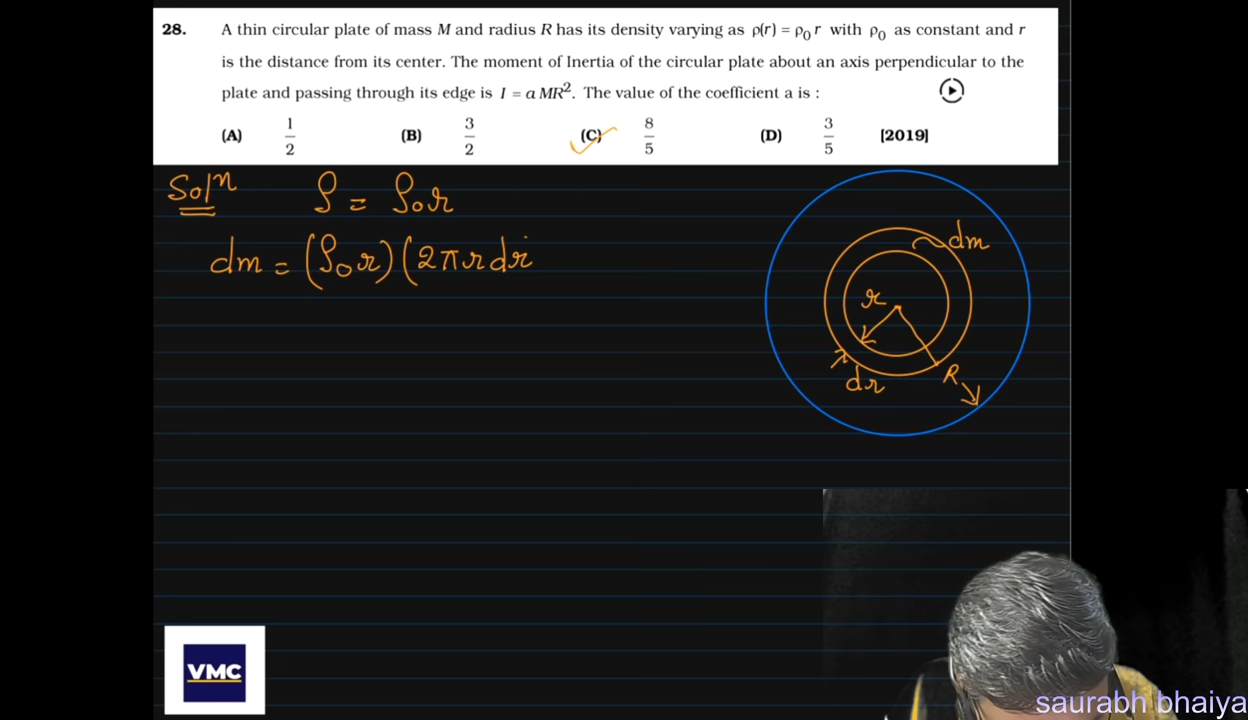 28. A thin circular plate of mass M and radius R has its density varying as ρ(r) = ρ₀ r with ρ₀ as constant and r
is the distance from its center. The moment of Inertia of the circular plate about an axis perpendicular to the
plate and passing through its edge is I = a MR². The value of the coefficient a is :
(A) 1/2 (B) 3/2 (C) 8/5 (D) 3/5 [2019]
Solⁿ ρ = ρ₀r
dm = (ρ₀r)(2πrdr
dm
r
R
dr
VMC
saurabh bhaiya